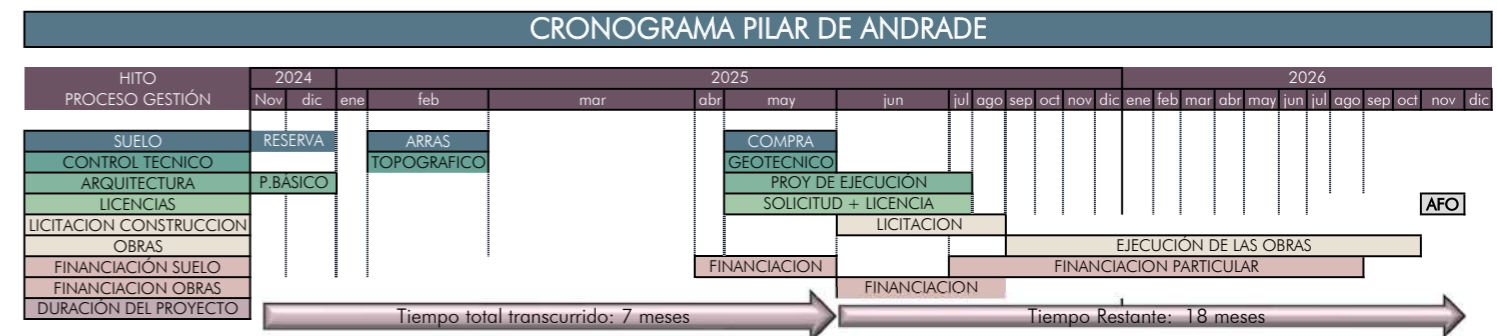 CRONOGRAMA PILAR DE ANDRADE
HITO 2024 2025 2026
PROCESO GESTIÓN Nov dic ene feb mar abr may jun jul ago sep oct nov dic ene feb mar abr may jun jul ago sep oct nov dic
SUELO RESERVA ARRAS COMPRA
CONTROL TECNICO TOPOGRAFICO GEOTECNICO
ARQUITECTURA P.BÁSICO PROY DE EJECUCIÓN
LICENCIAS SOLICITUD + LICENCIA AFO
LICITACION CONSTRUCCION LICITACION
OBRAS EJECUCIÓN DE LAS OBRAS
FINANCIACIÓN SUELO FINANCIACION FINANCIACION PARTICULAR
FINANCIACION OBRAS FINANCIACION
DURACIÓN DEL PROYECTO Tiempo total transcurrido: 7 meses Tiempo Restante: 18 meses